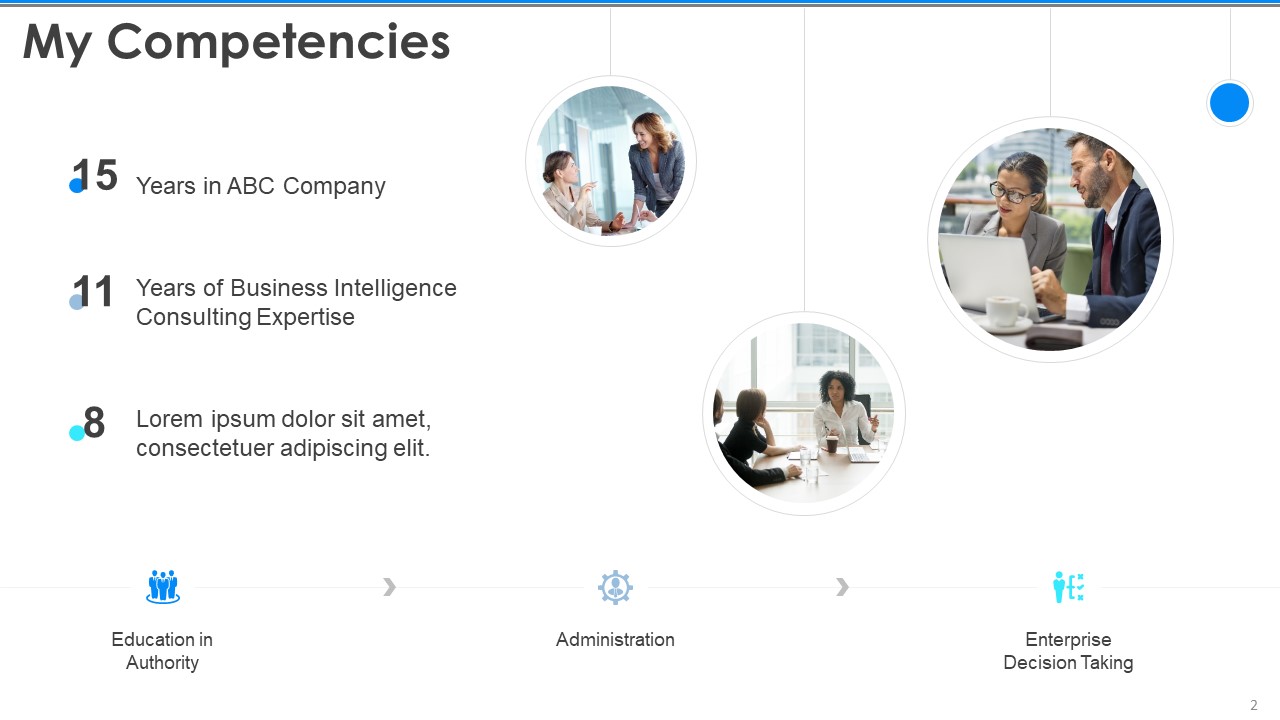 My Competencies
15
Years in ABC Company
11
Years of Business Intelligence
Consulting Expertise
8
Lorem ipsum dolor sit amet,
consectetuer adipiscing elit.
Education in
Authority
Administration
Enterprise
Decision Taking
2